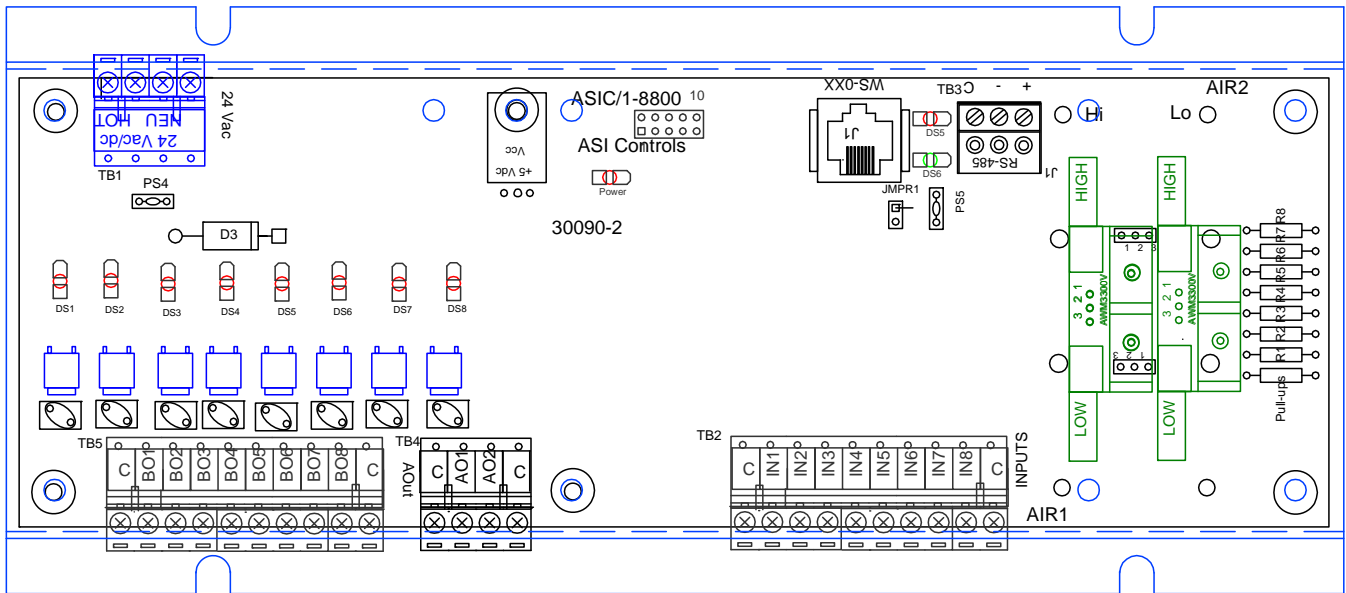 24 Vac
HOT NEU
24 Vac/dc
TB1
PS4
D3
+5 Vdc
Vcc
ASIC/1-8800
10
ASI Controls
Power
30090-2
WS-0XX
J1
DS5
DS6
JMPR1
PS5
TB3
C - +
RS-485
J1
AIR2
Hi
Lo
HIGH
HIGH
1 2 3
3 2 1
AWM3300V
3 2 1
AWM3300V
3 2 1
LOW
LOW
R8
R7
R6
R5
R4
R3
R2
R1
Pull-ups
DS1
DS2
DS3
DS4
DS5
DS6
DS7
DS8
TB5
C BO1 BO2 BO3 BO4 BO5 BO6 BO7 BO8 C
TB4
AOut
C AO1 AO2 C
TB2
C IN1 IN2 IN3 IN4 IN5 IN6 IN7 IN8 C
INPUTS
AIR1